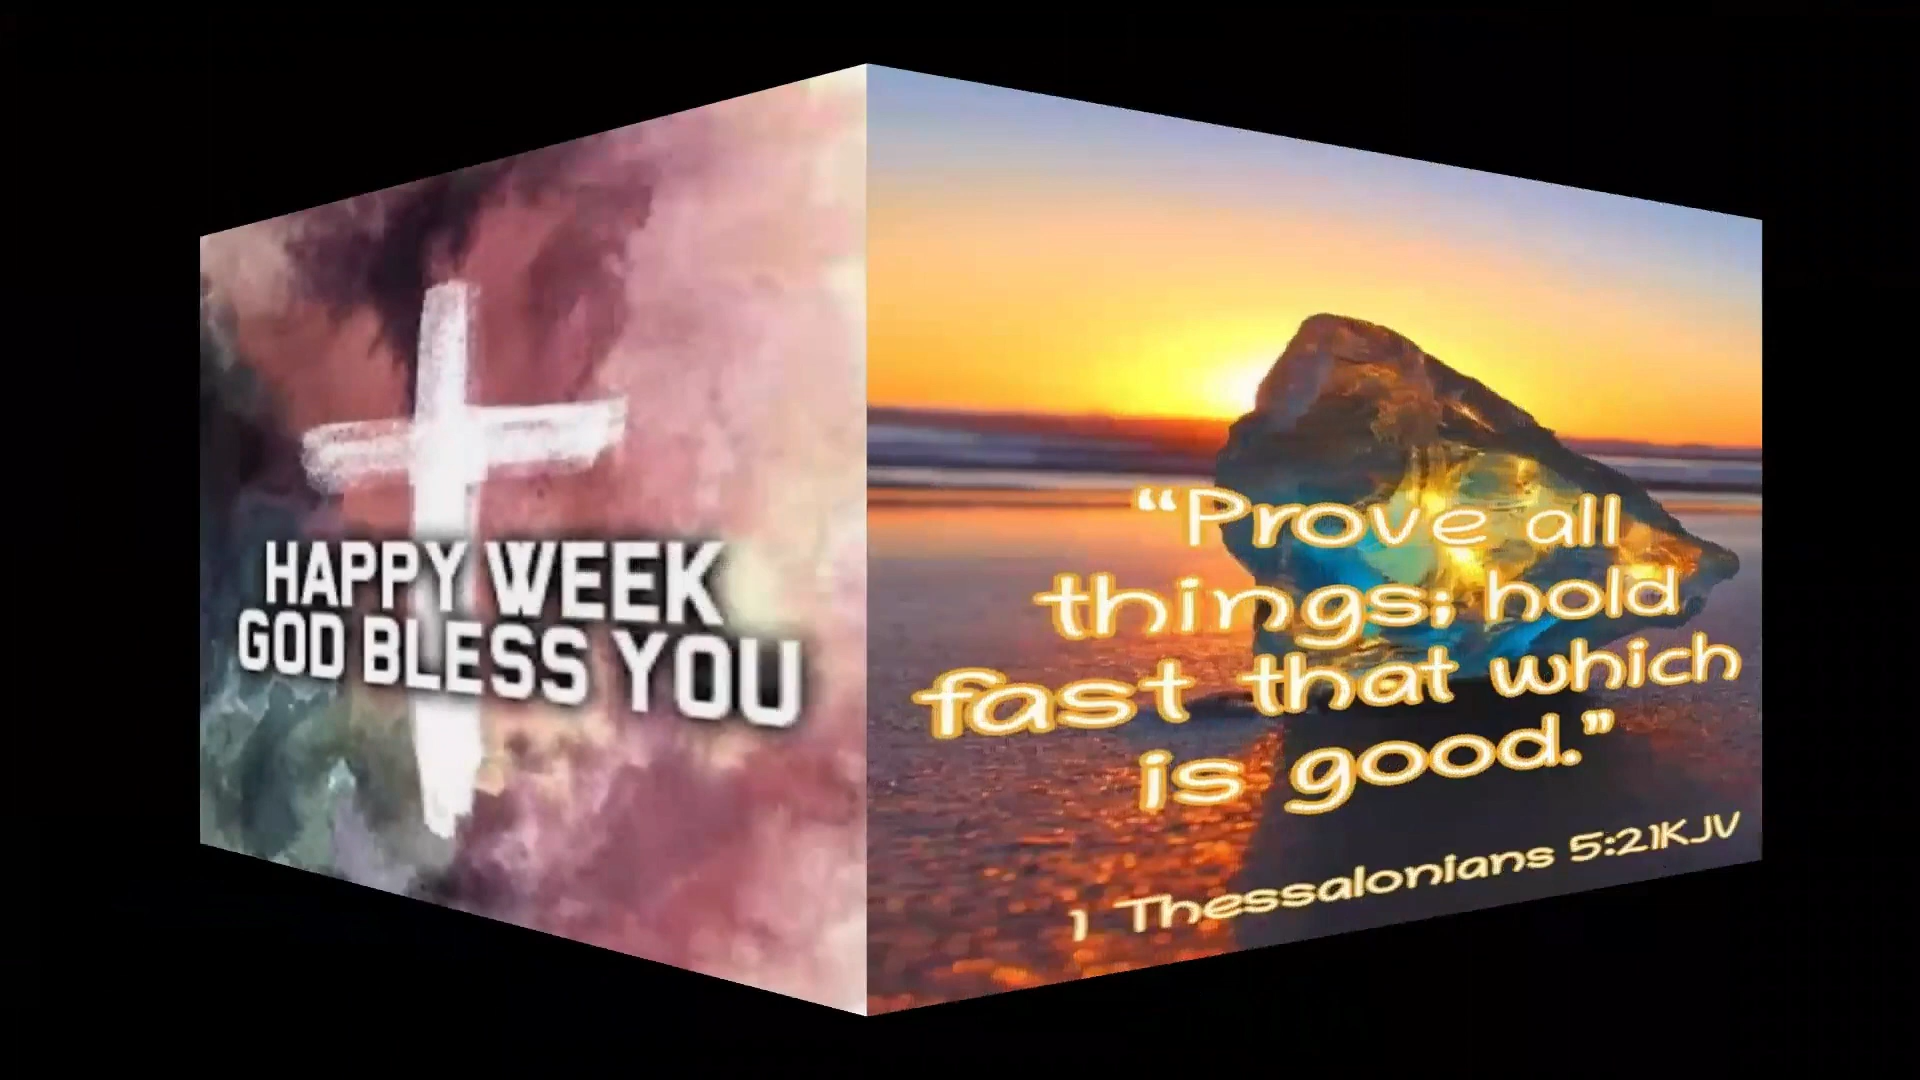 HAPPY WEEK
GOD BLESS YOU
“Prove all
things; hold
fast that which
is good.”
1 Thessalonians 5:21KJV